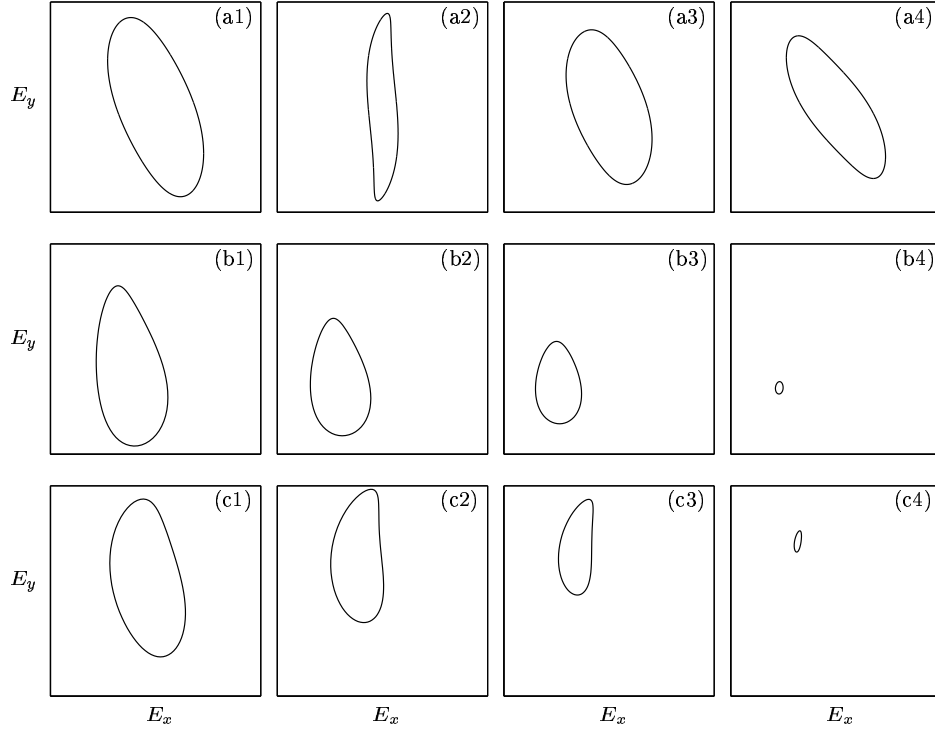 (a1) (a2) (a3) (a4)
E_y
(b1) (b2) (b3) (b4)
E_y
(c1) (c2) (c3) (c4)
E_y
E_x E_x E_x E_x